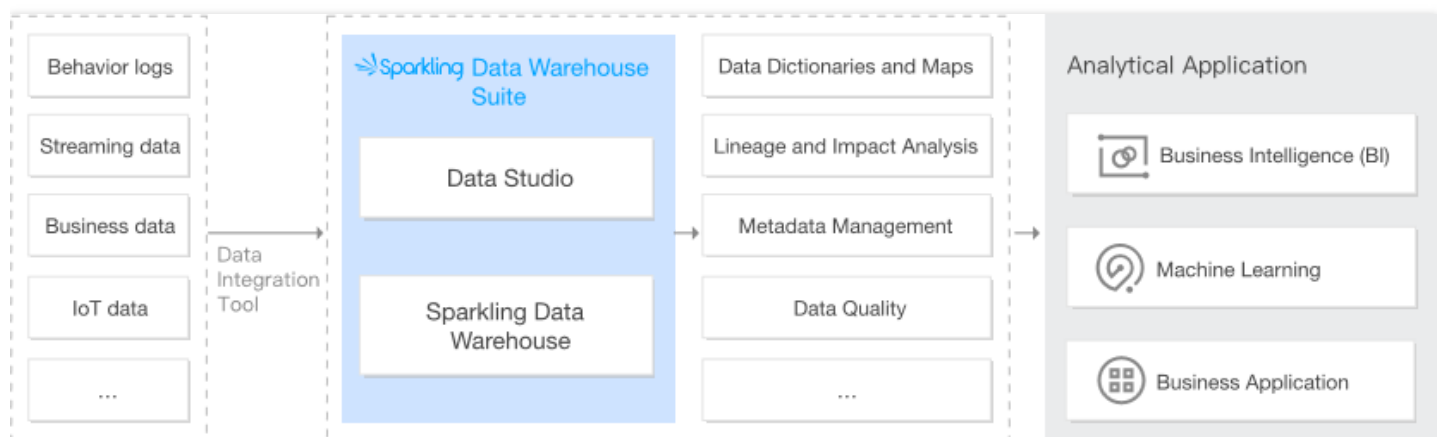 Behavior logs
Streaming data
Business data
IoT data
...
Data
Integration
Tool
Sparkling Data Warehouse
Suite
Data Studio
Sparkling Data
Warehouse
Data Dictionaries and Maps
Lineage and Impact Analysis
Metadata Management
Data Quality
...
Analytical Application
Business Intelligence (BI)
Machine Learning
Business Application